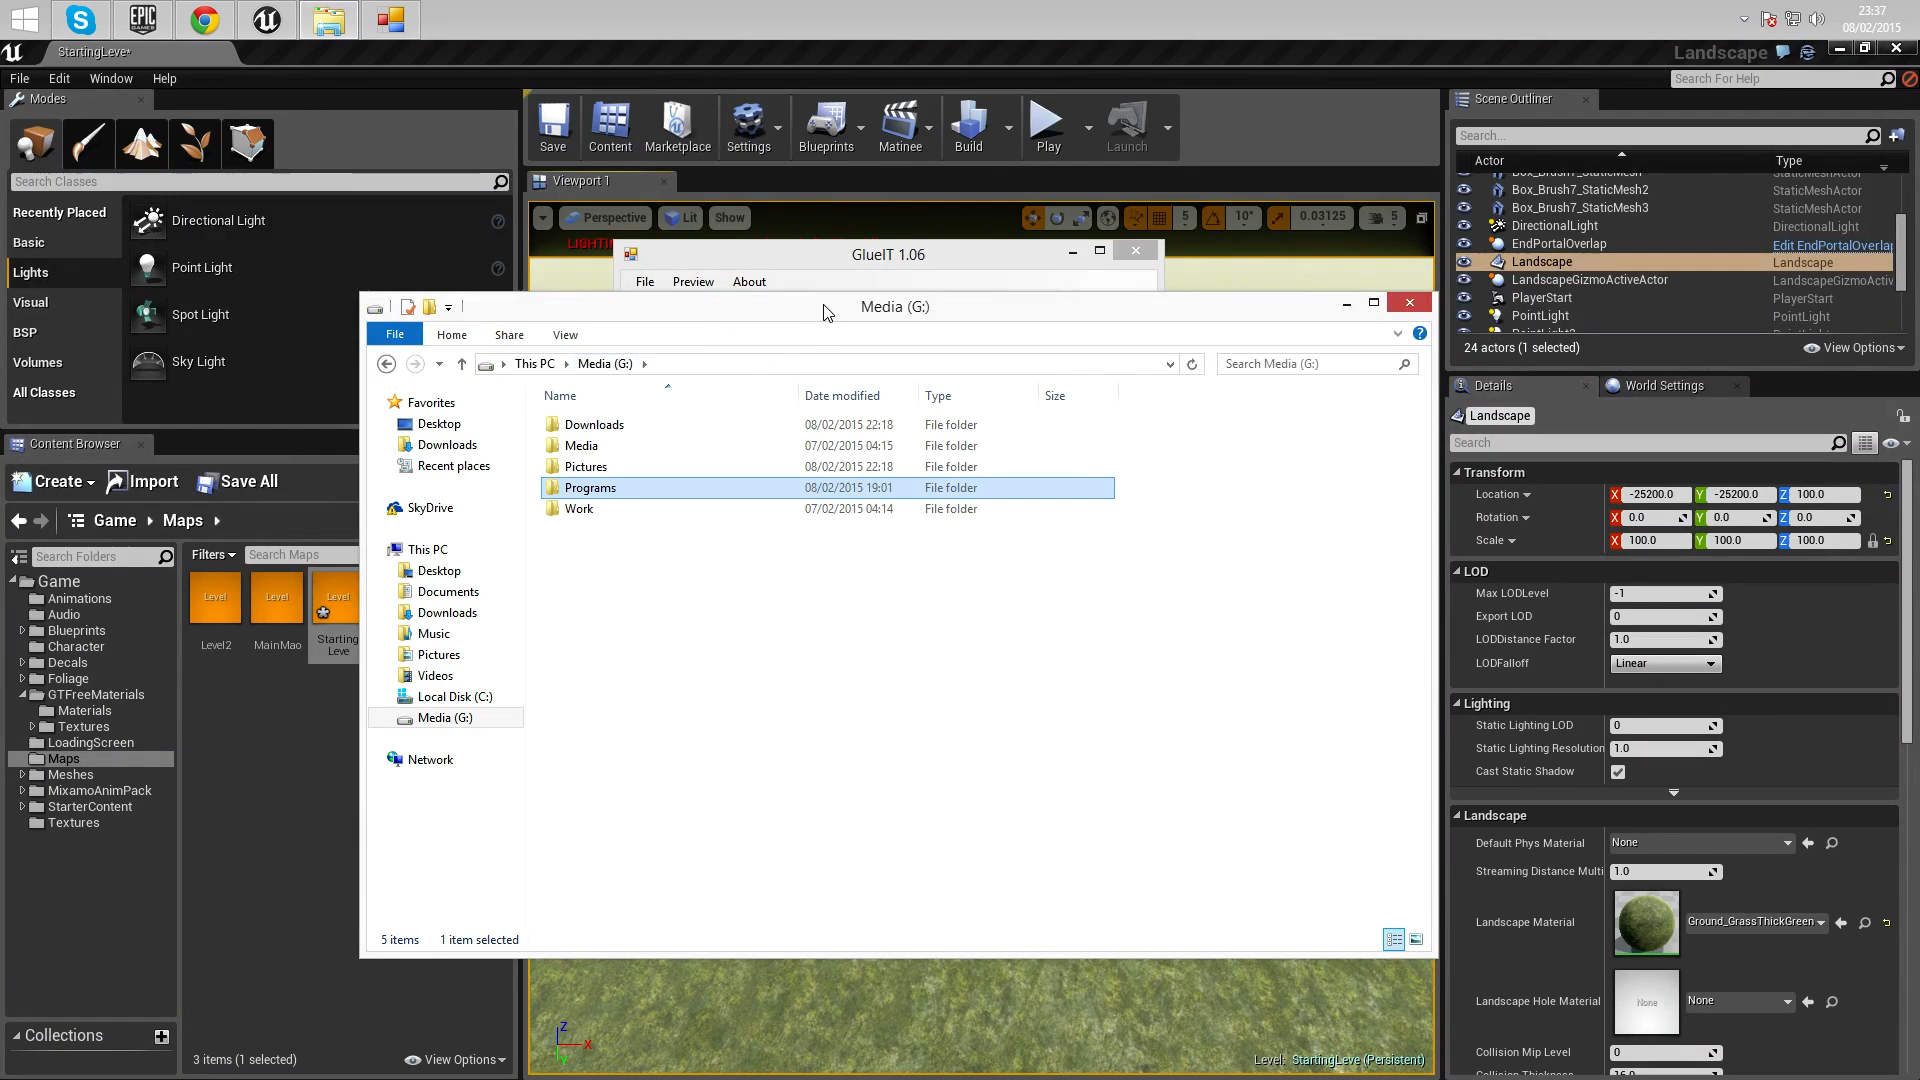 EPIC
GAMES
23:37
08/02/2015
StartingLeve*
Landscape
File Edit Window Help
Search For Help
Modes
Search Classes
Recently Placed
Basic
Lights
Visual
BSP
Volumes
All Classes
Directional Light
Point Light
Spot Light
Sky Light
Save Content Marketplace Settings Blueprints Matinee Build Play Launch
Viewport 1
Perspective Lit Show 5 10° 0.03125 5
GlueIT 1.06
File Preview About
Media (G:)
File Home Share View
This PC Media (G:)
Search Media (G:)
Name Date modified Type Size
Downloads 08/02/2015 22:18 File folder
Media 07/02/2015 04:15 File folder
Pictures 08/02/2015 22:18 File folder
Programs 08/02/2015 19:01 File folder
Work 07/02/2015 04:14 File folder
Favorites
Desktop
Downloads
Recent places
SkyDrive
This PC
Desktop
Documents
Downloads
Music
Pictures
Videos
Local Disk (C:)
Media (G:)
Network
5 items 1 item selected
Content Browser
Create Import Save All
Game Maps
Search Folders
Filters
Search Maps
Game
Animations
Audio
Blueprints
Character
Decals
Foliage
GTFreeMaterials
Materials
Textures
LoadingScreen
Maps
Meshes
MixamoAnimPack
StarterContent
Textures
Level Level Level
Level2 MainMao Starting
Leve
Collections
3 items (1 selected)
View Options
Z
X
Y
Level: StartingLeve (Persistent)
Scene Outliner
Search...
Actor Type
Box_Brush7_StaticMesh StaticMeshActor
Box_Brush7_StaticMesh2 StaticMeshActor
Box_Brush7_StaticMesh3 StaticMeshActor
DirectionalLight DirectionalLight
EndPortalOverlap Edit EndPortalOverlap
Landscape Landscape
LandscapeGizmoActiveActor LandscapeGizmoActiv
PlayerStart PlayerStart
PointLight PointLight
24 actors (1 selected)
View Options
Details World Settings
Landscape
Search
Transform
Location X -25200.0 Y -25200.0 Z 100.0
Rotation X 0.0 Y 0.0 Z 0.0
Scale X 100.0 Y 100.0 Z 100.0
LOD
Max LODLevel -1
Export LOD 0
LODDistance Factor 1.0
LODFalloff Linear
Lighting
Static Lighting LOD 0
Static Lighting Resolution 1.0
Cast Static Shadow
Landscape
Default Phys Material None
Streaming Distance Multi 1.0
Landscape Material Ground_GrassThickGreen
Landscape Hole Material None None
Collision Mip Level 0
Collision Thickness 16.0